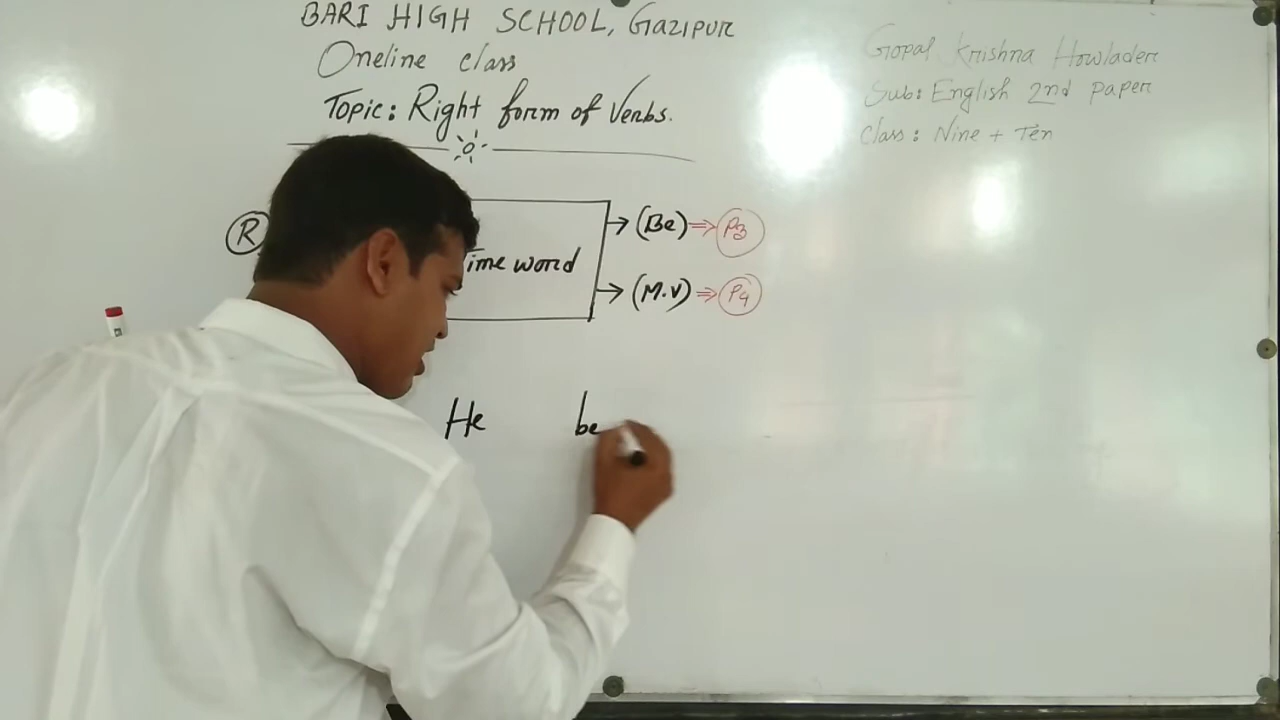 BARI HIGH SCHOOL, Gazipur
Oneline class
Topic: Right form of Verbs.
Gopal Krishna Howlader
Sub: English 2nd paper
Class: Nine + Ten
R
Time word
→ (Be) ⇒ P3
→ (M.V) ⇒ P4
He be